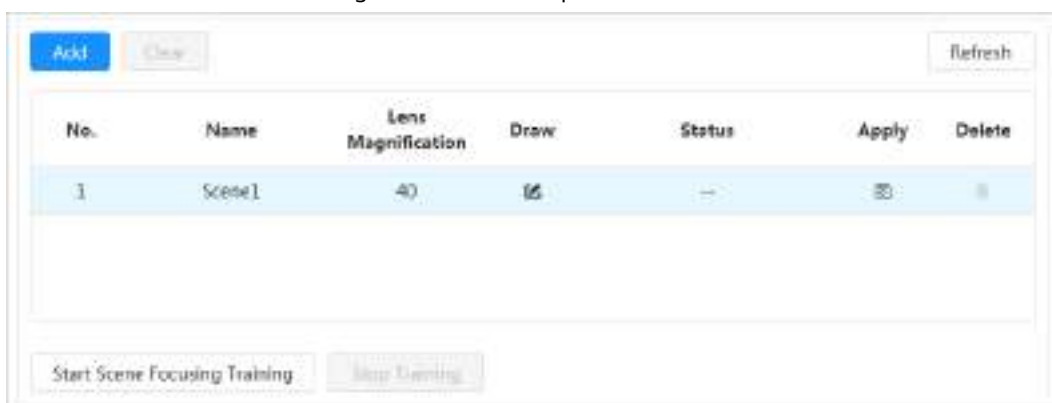 Add Clear Refresh
No. Name Lens Magnification Draw Status Apply Delete
1 Scene1 40 --
Start Scene Focusing Training Stop Training